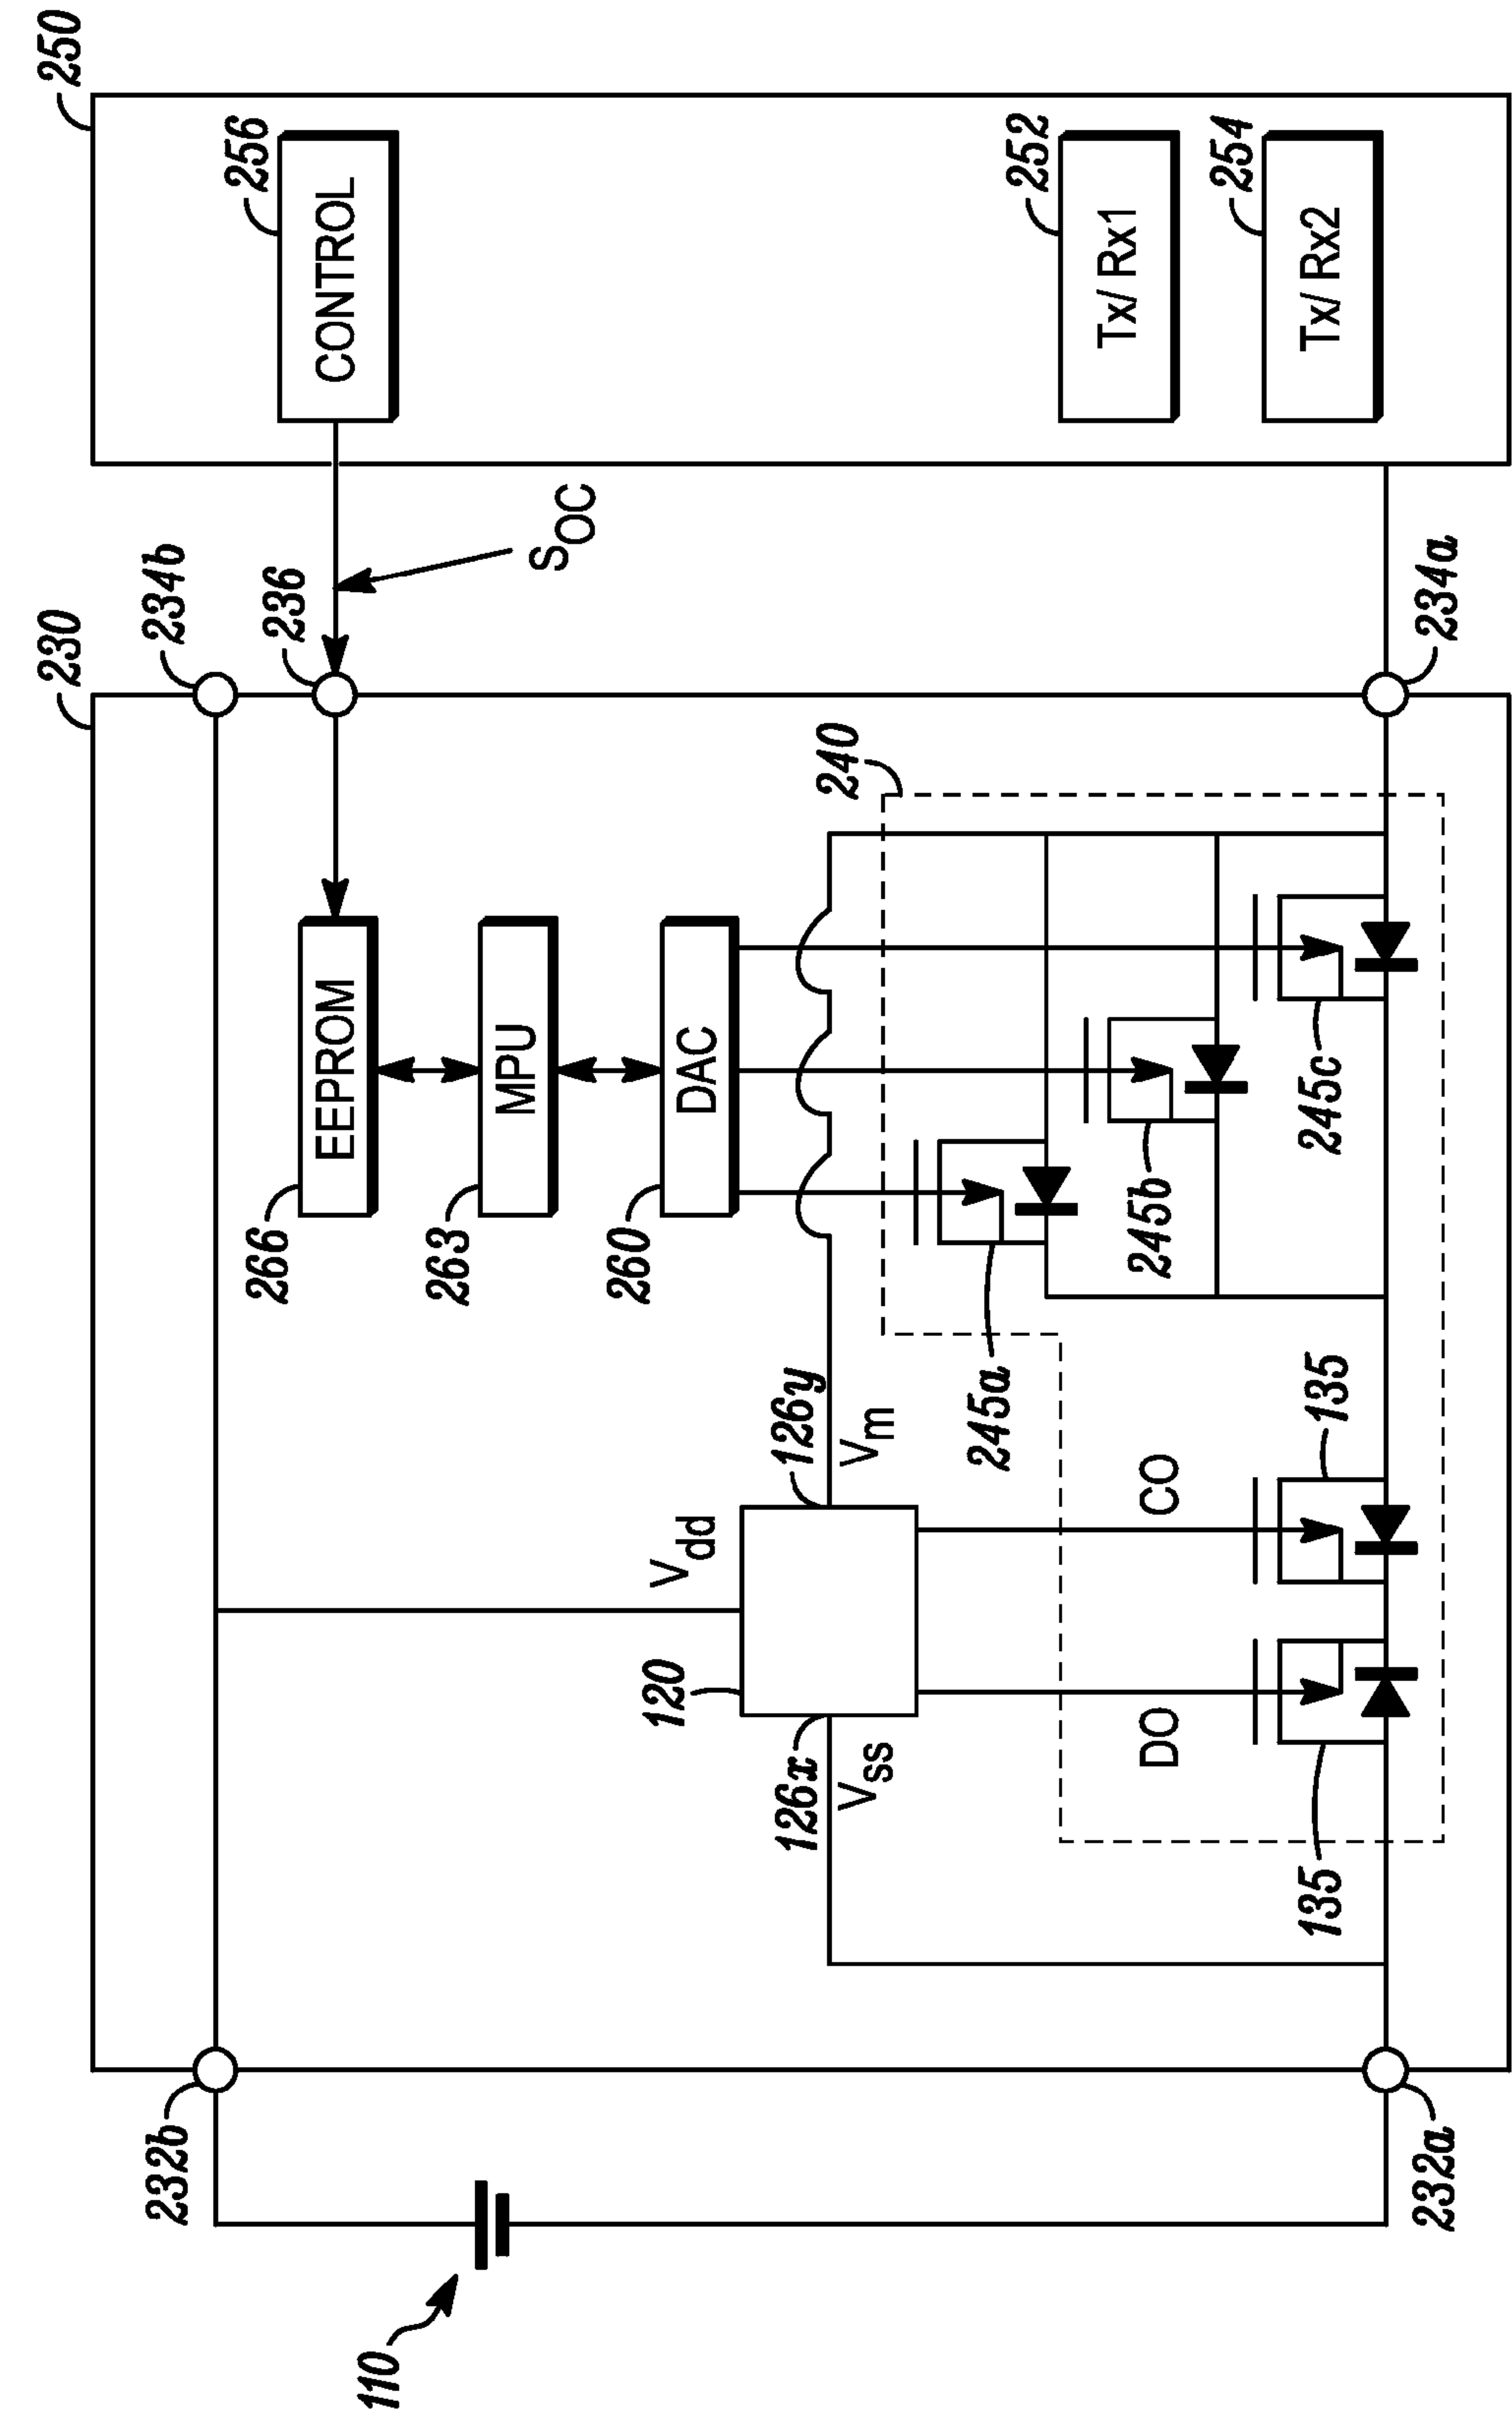 230
250
232b
234b
236
256
CONTROL
S_OC
266
EEPROM
263
MPU
260
DAC
110
120
V_dd
126x
V_ss
126y
V_m
240
245a
245b
245c
DO
CO
135
135
252
Tx/ Rx1
254
Tx/ Rx2
232a
234a